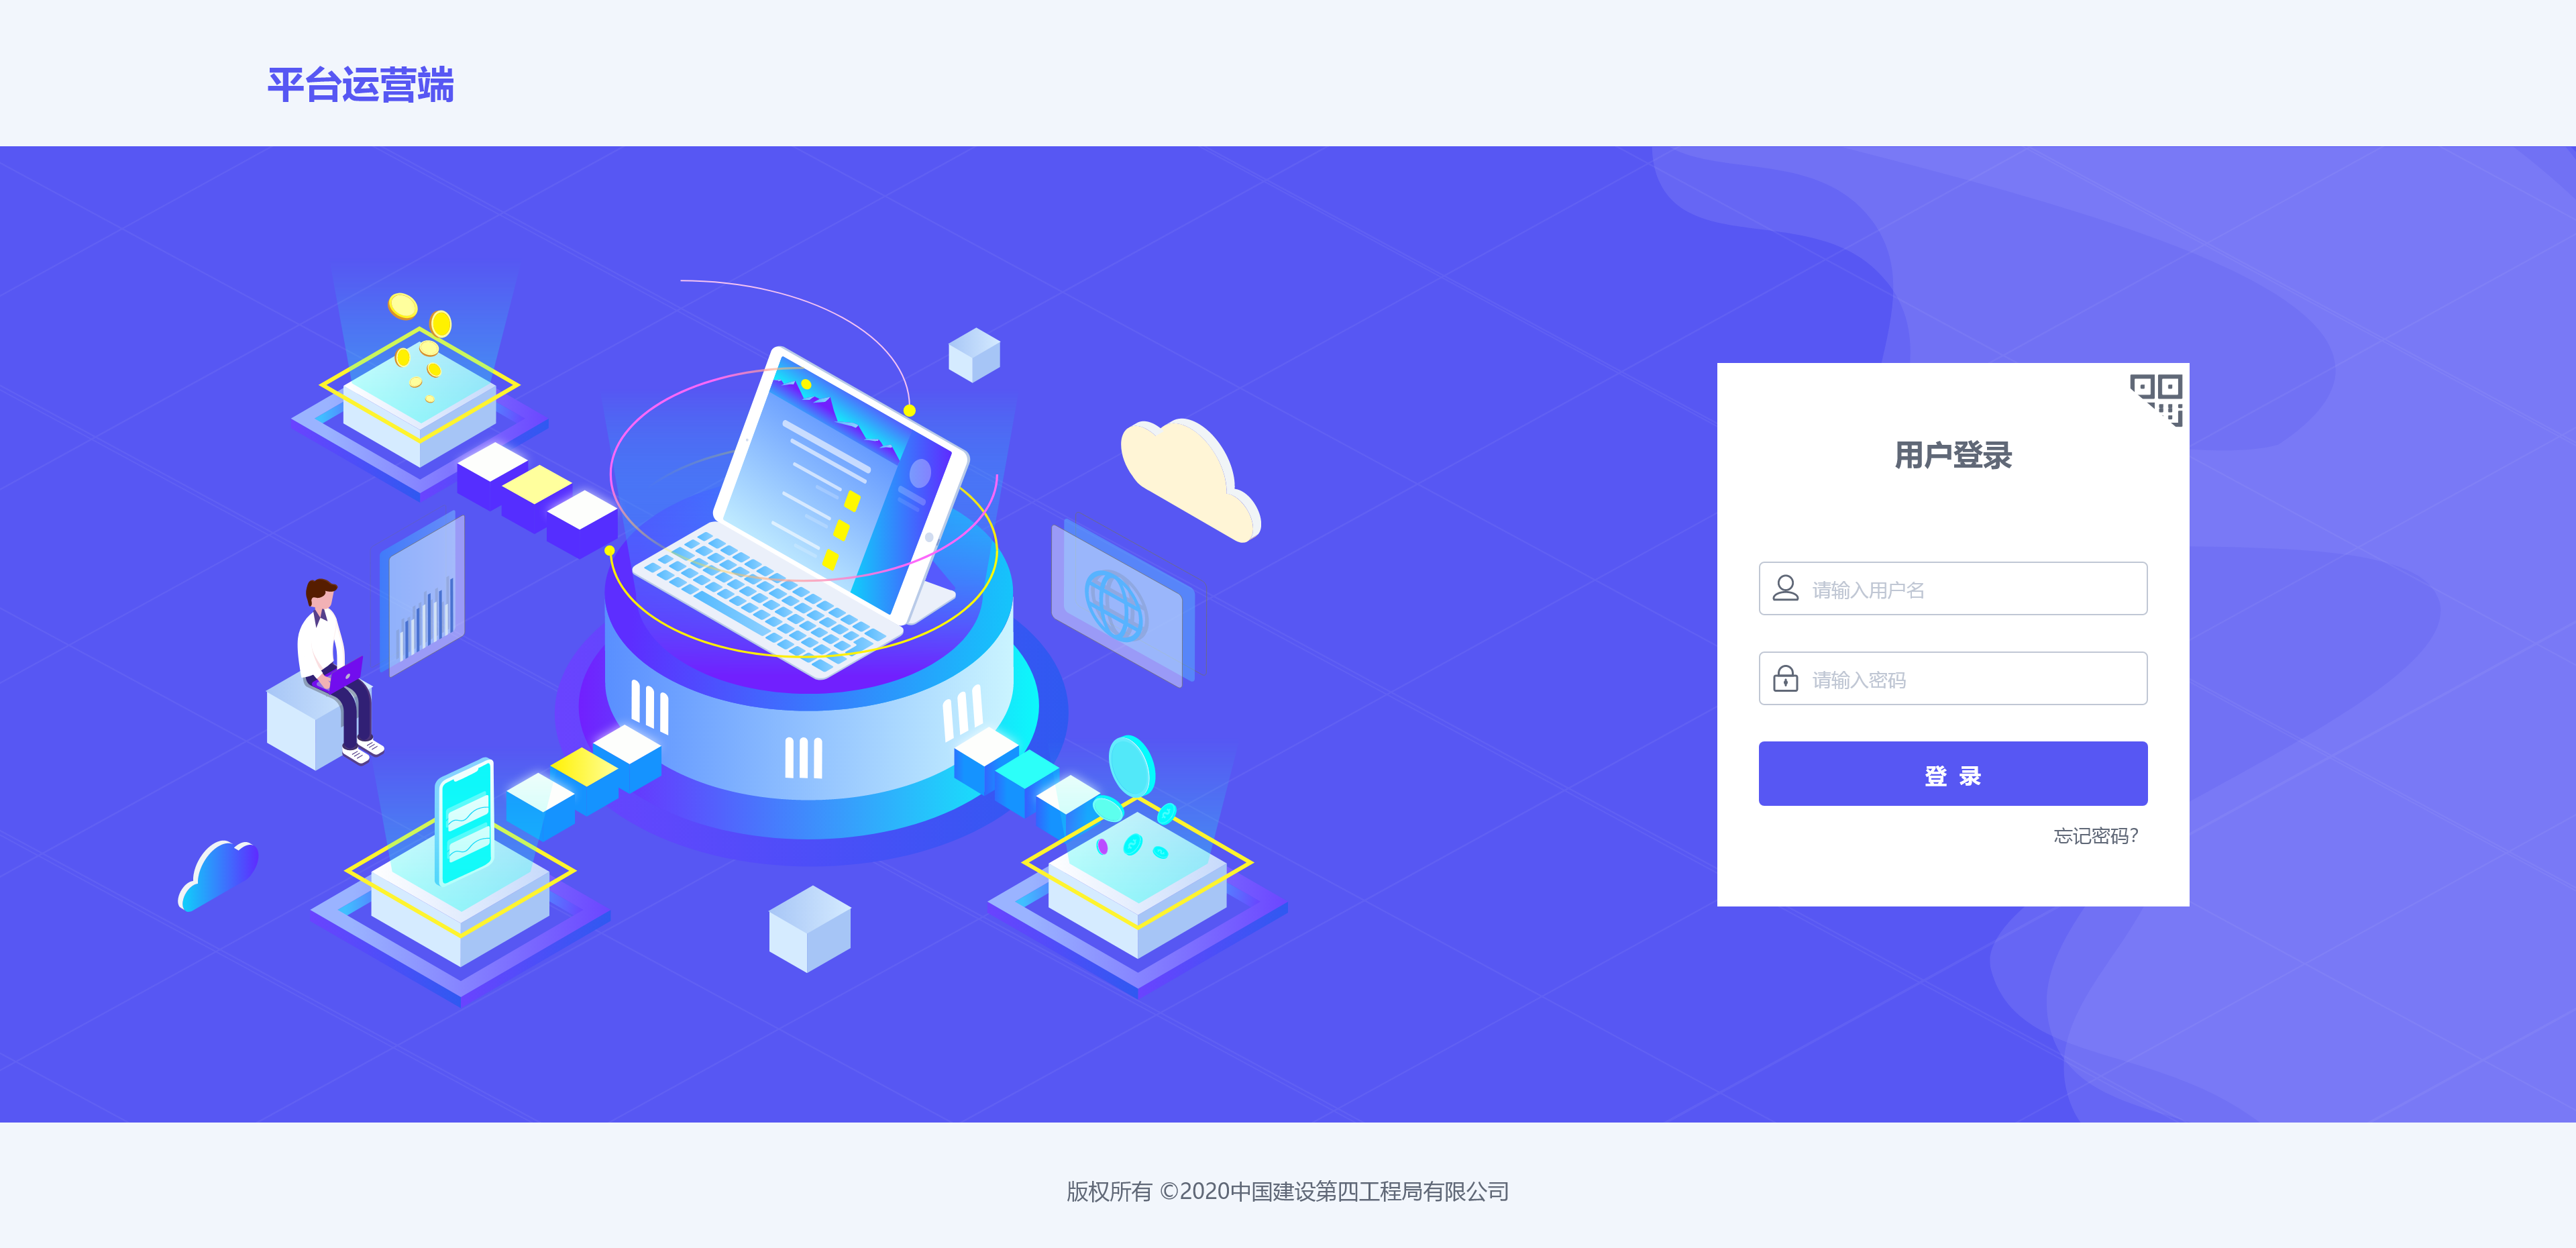 平台运营端
用户登录
请输入用户名
请输入密码
登 录
忘记密码?
版权所有 ©2020中国建设第四工程局有限公司